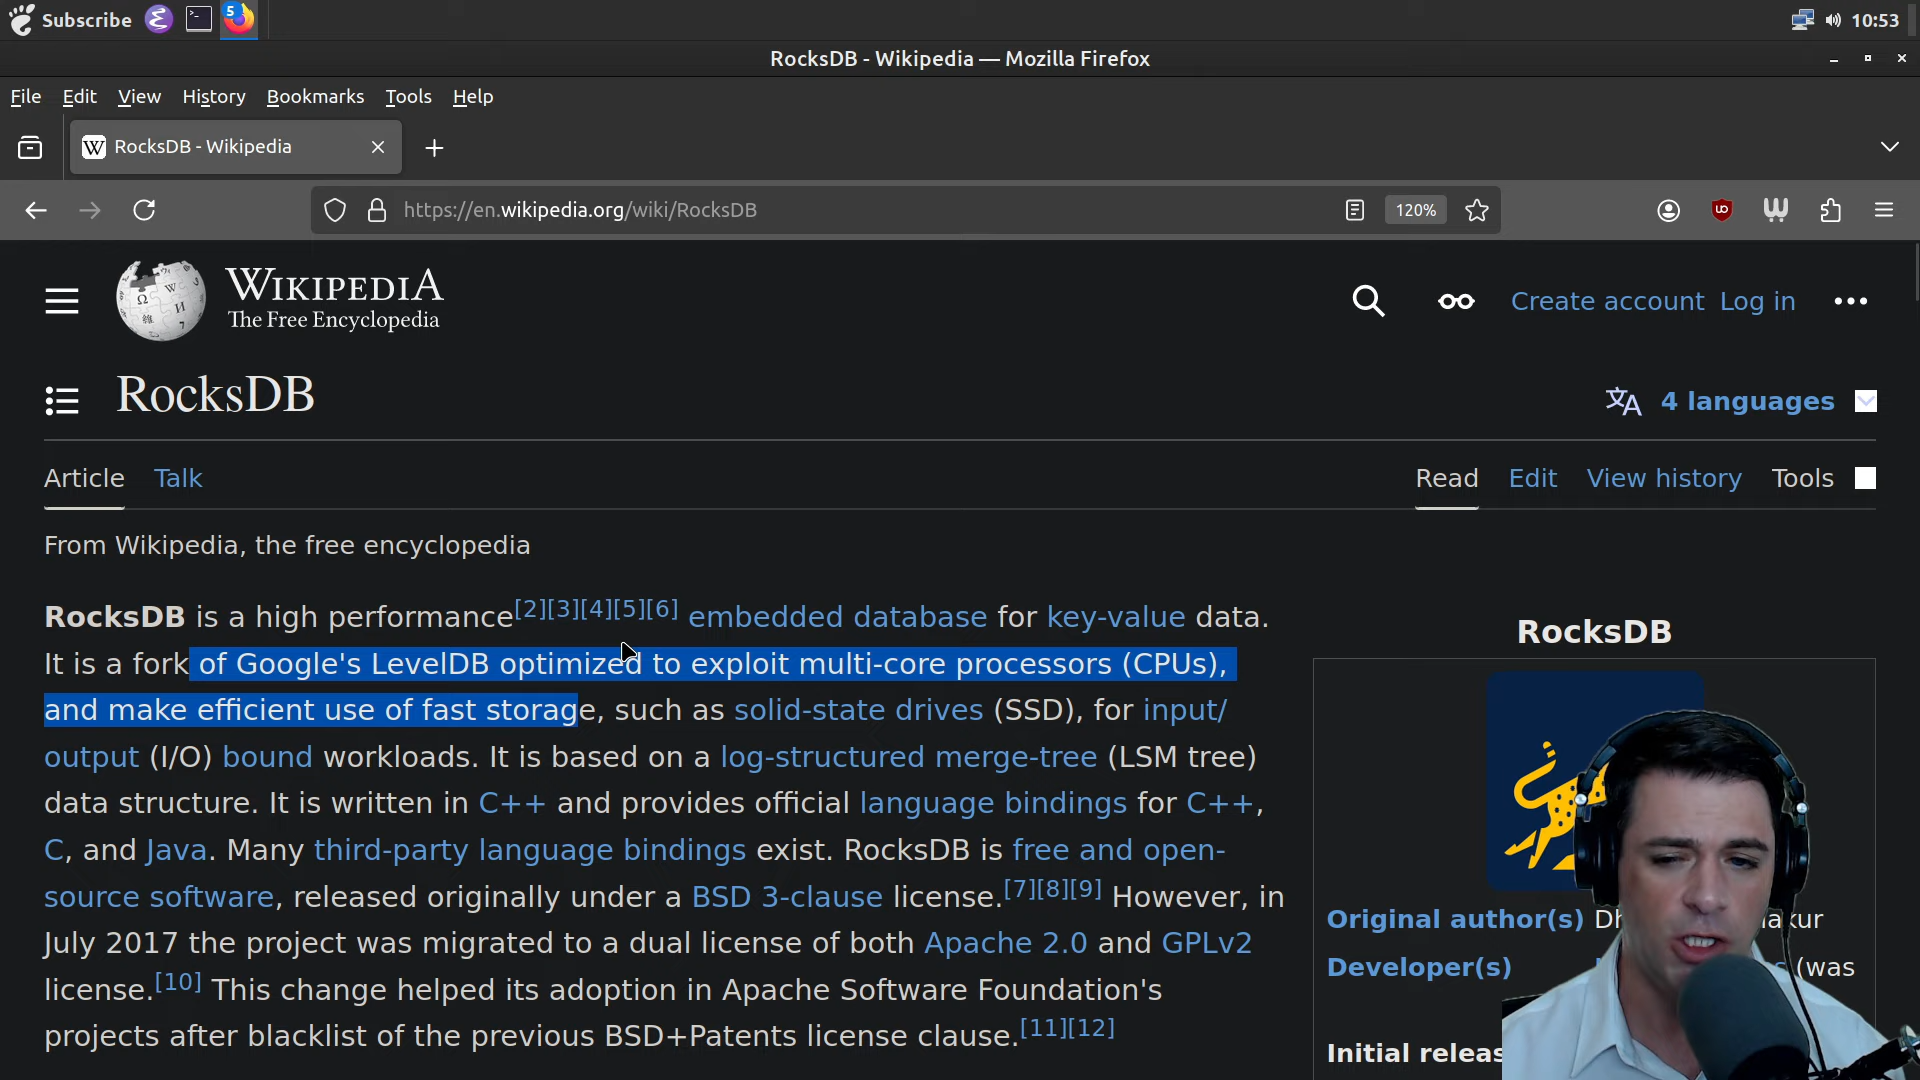 Subscribe
5
10:53
RocksDB - Wikipedia — Mozilla Firefox
File Edit View History Bookmarks Tools Help
W RocksDB - Wikipedia
https://en.wikipedia.org/wiki/RocksDB
120%
WIKIPEDIA
The Free Encyclopedia
Create account Log in
RocksDB
4 languages
Article Talk
Read Edit View history Tools
From Wikipedia, the free encyclopedia
RocksDB is a high performance[2][3][4][5][6] embedded database for key-value data.
It is a fork of Google's LevelDB optimized to exploit multi-core processors (CPUs),
and make efficient use of fast storage, such as solid-state drives (SSD), for input/
output (I/O) bound workloads. It is based on a log-structured merge-tree (LSM tree)
data structure. It is written in C++ and provides official language bindings for C++,
C, and Java. Many third-party language bindings exist. RocksDB is free and open-
source software, released originally under a BSD 3-clause license.[7][8][9] However, in
July 2017 the project was migrated to a dual license of both Apache 2.0 and GPLv2
license.[10] This change helped its adoption in Apache Software Foundation's
projects after blacklist of the previous BSD+Patents license clause.[11][12]
RocksDB
Original author(s)
Developer(s) (was
Initial